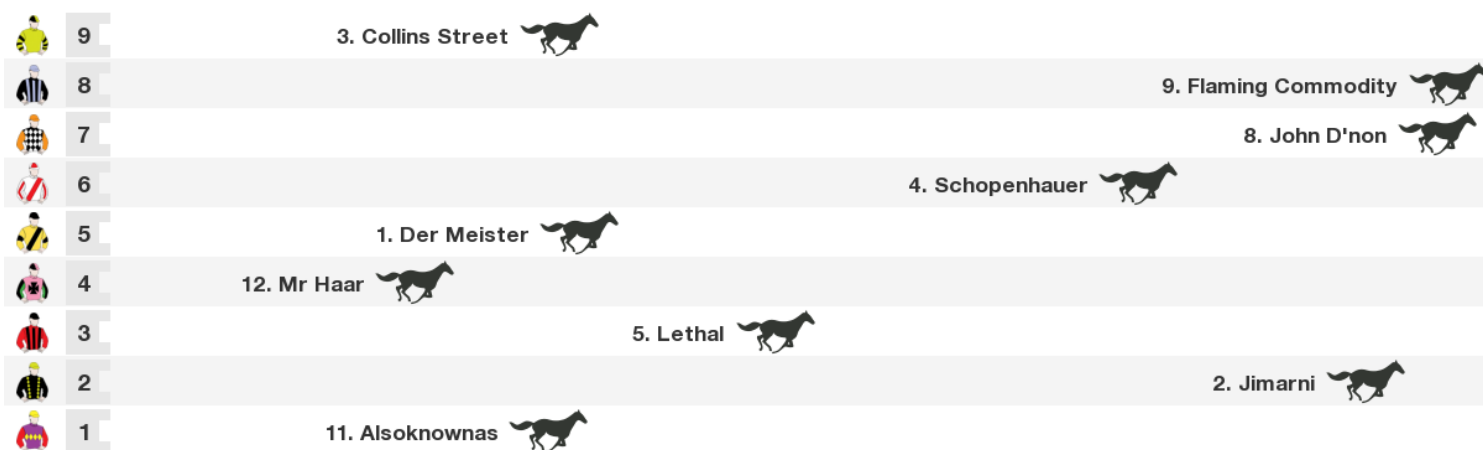 9 3. Collins Street
8 9. Flaming Commodity
7 8. John D'non
6 4. Schopenhauer
5 1. Der Meister
4 12. Mr Haar
3 5. Lethal
2 2. Jimarni
1 11. Alsoknownas